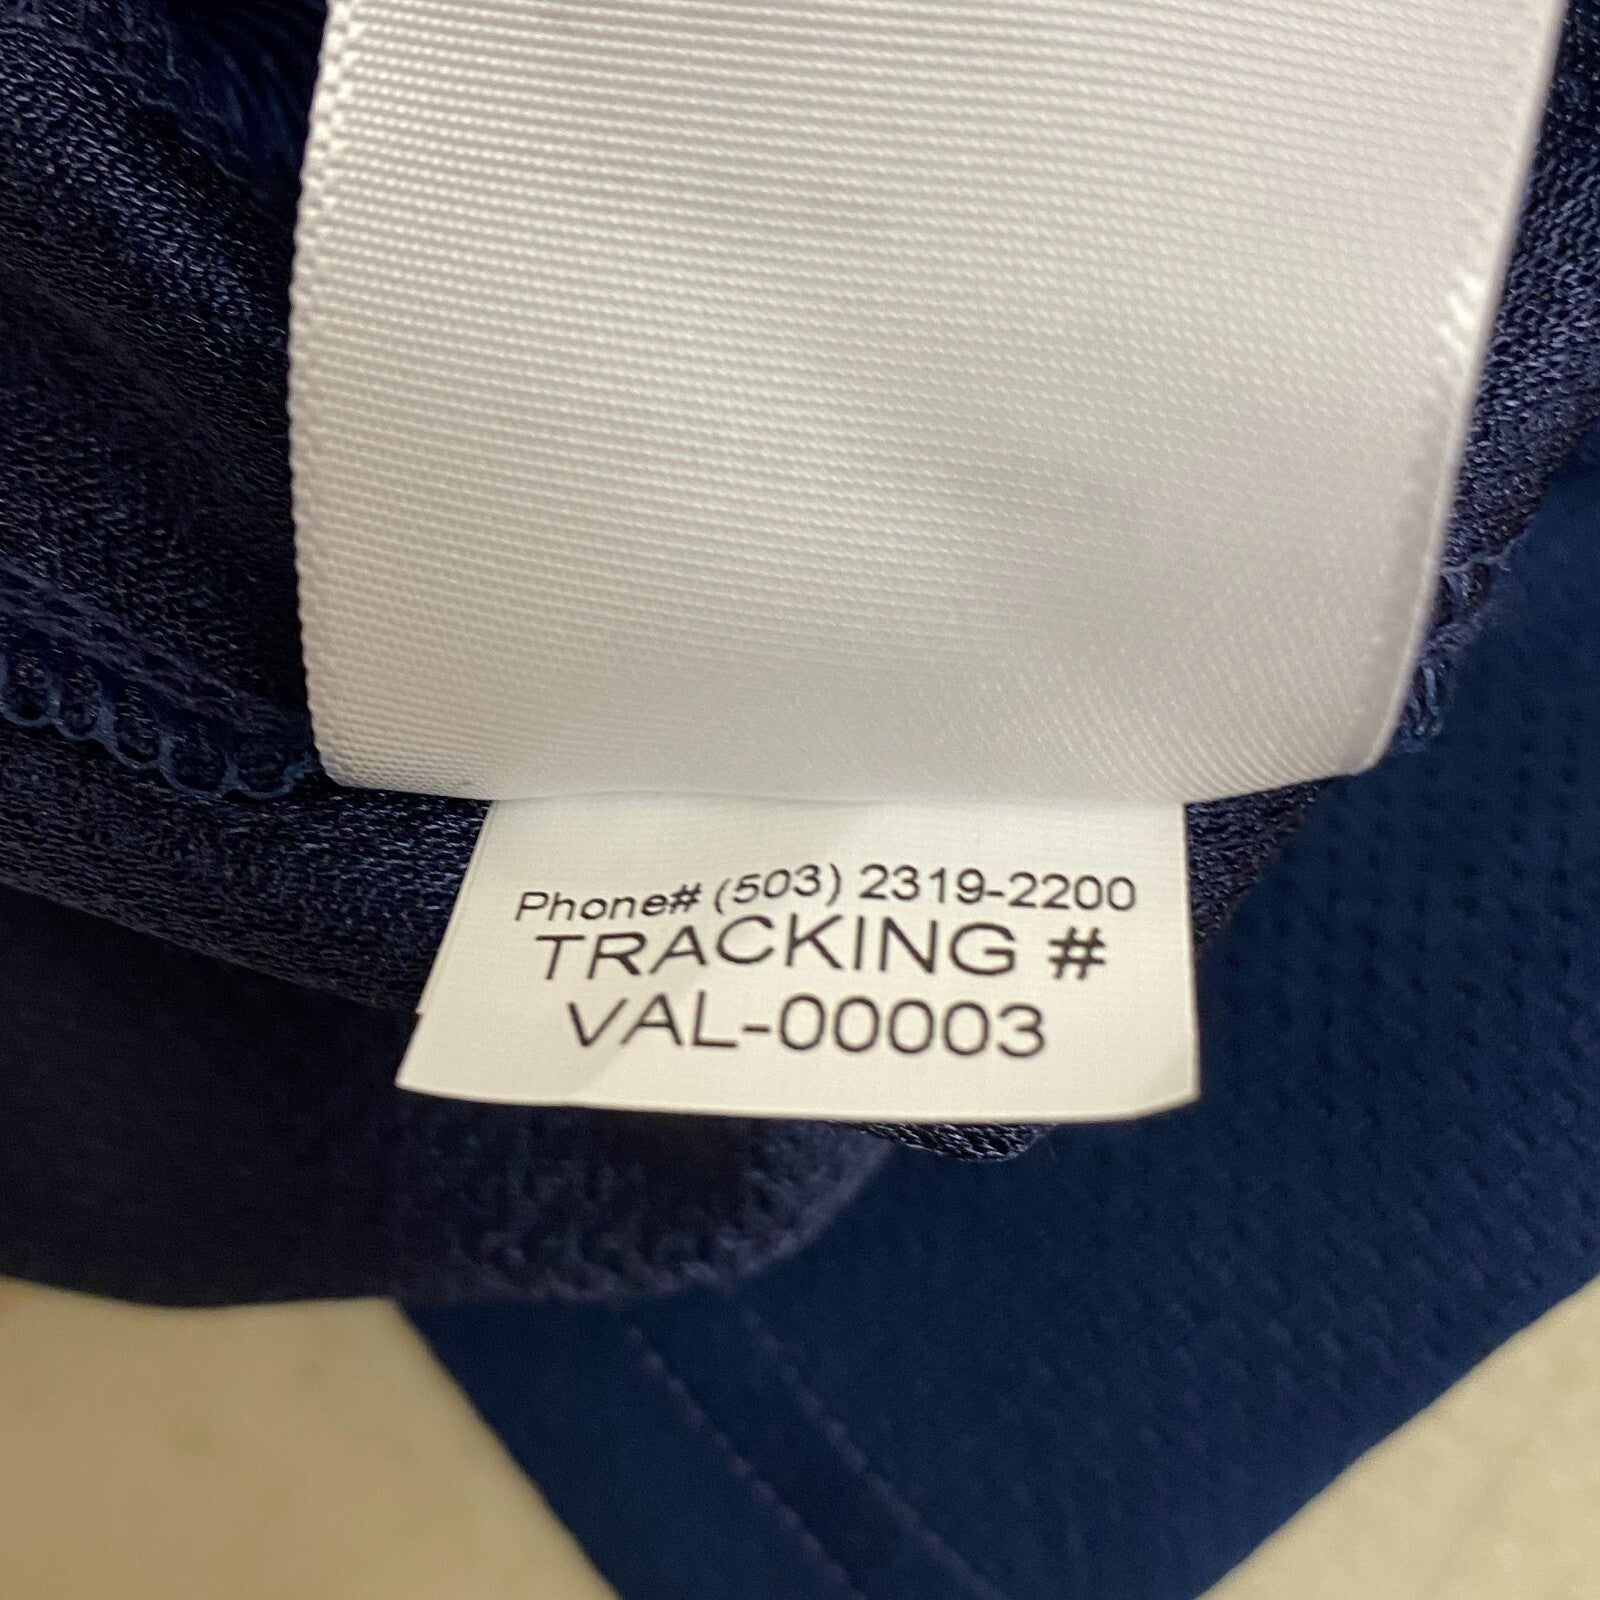 Phone# (503) 2319-2200
TRACKING #
VAL-00003